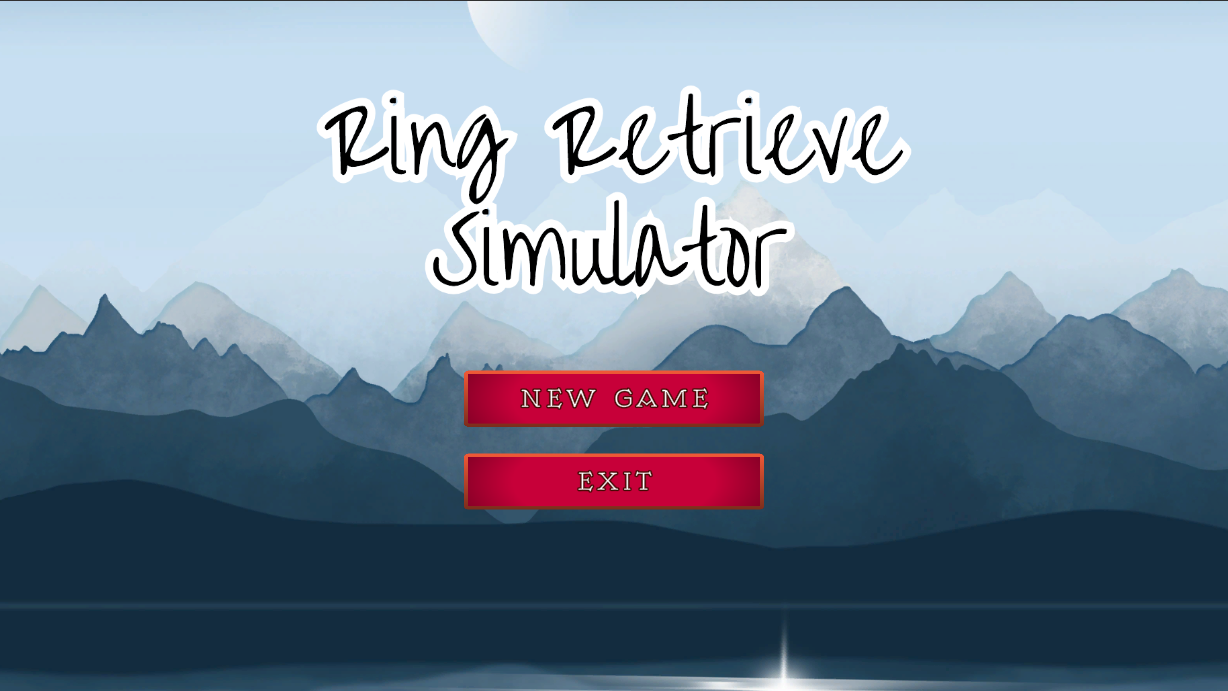 Ring Retrieve
Simulator
NEW GAME
EXIT